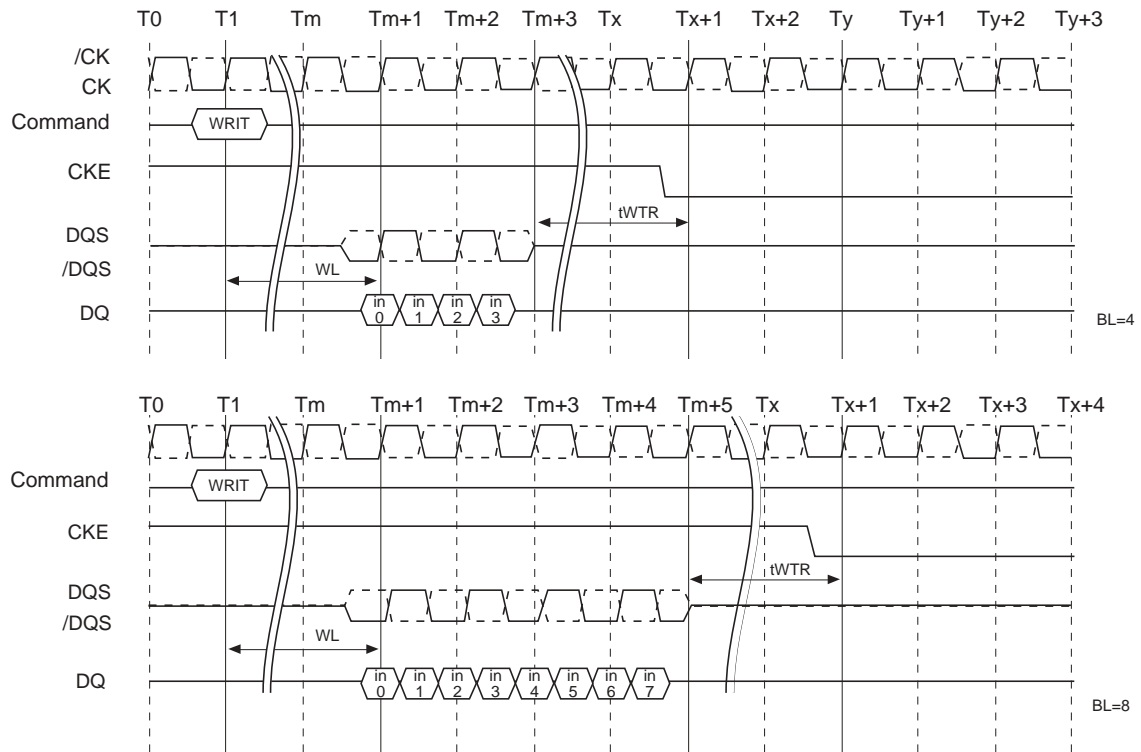 T0 T1 Tm Tm+1 Tm+2 Tm+3 Tx Tx+1 Tx+2 Ty Ty+1 Ty+2 Ty+3
/CK
CK
Command WRIT
CKE
tWTR
DQS
/DQS
WL
DQ in 0 in 1 in 2 in 3
BL=4
T0 T1 Tm Tm+1 Tm+2 Tm+3 Tm+4 Tm+5 Tx Tx+1 Tx+2 Tx+3 Tx+4
Command WRIT
CKE
tWTR
DQS
/DQS
WL
DQ in 0 in 1 in 2 in 3 in 4 in 5 in 6 in 7
BL=8